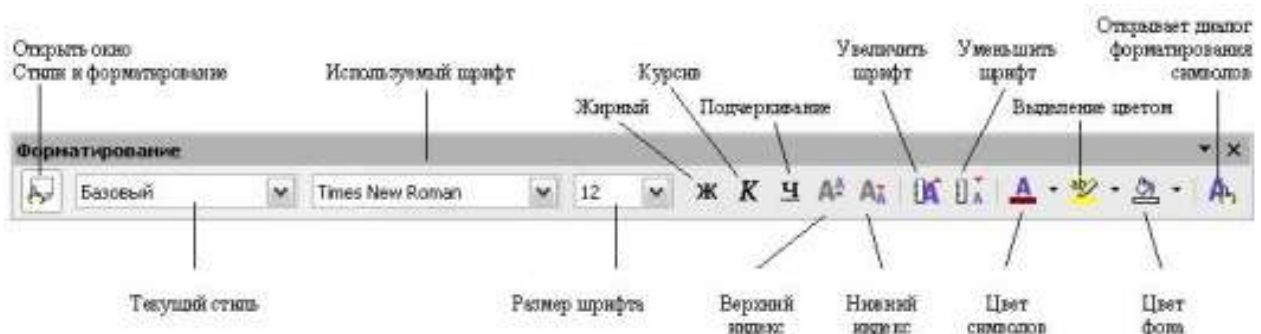 Открывает диалог
форматирования
символов
Открыть окно
Стили и форматирование
Используемый шрифт
Курсив
Увеличить
шрифт
Уменьшить
шрифт
Жирный
Подчеркивание
Выделение цветом
Форматирование
Базовый
Times New Roman
12
Ж К Ч
Текущий стиль
Размер шрифта
Верхний
индекс
Нижний
индекс
Цвет
символов
Цвет
фона